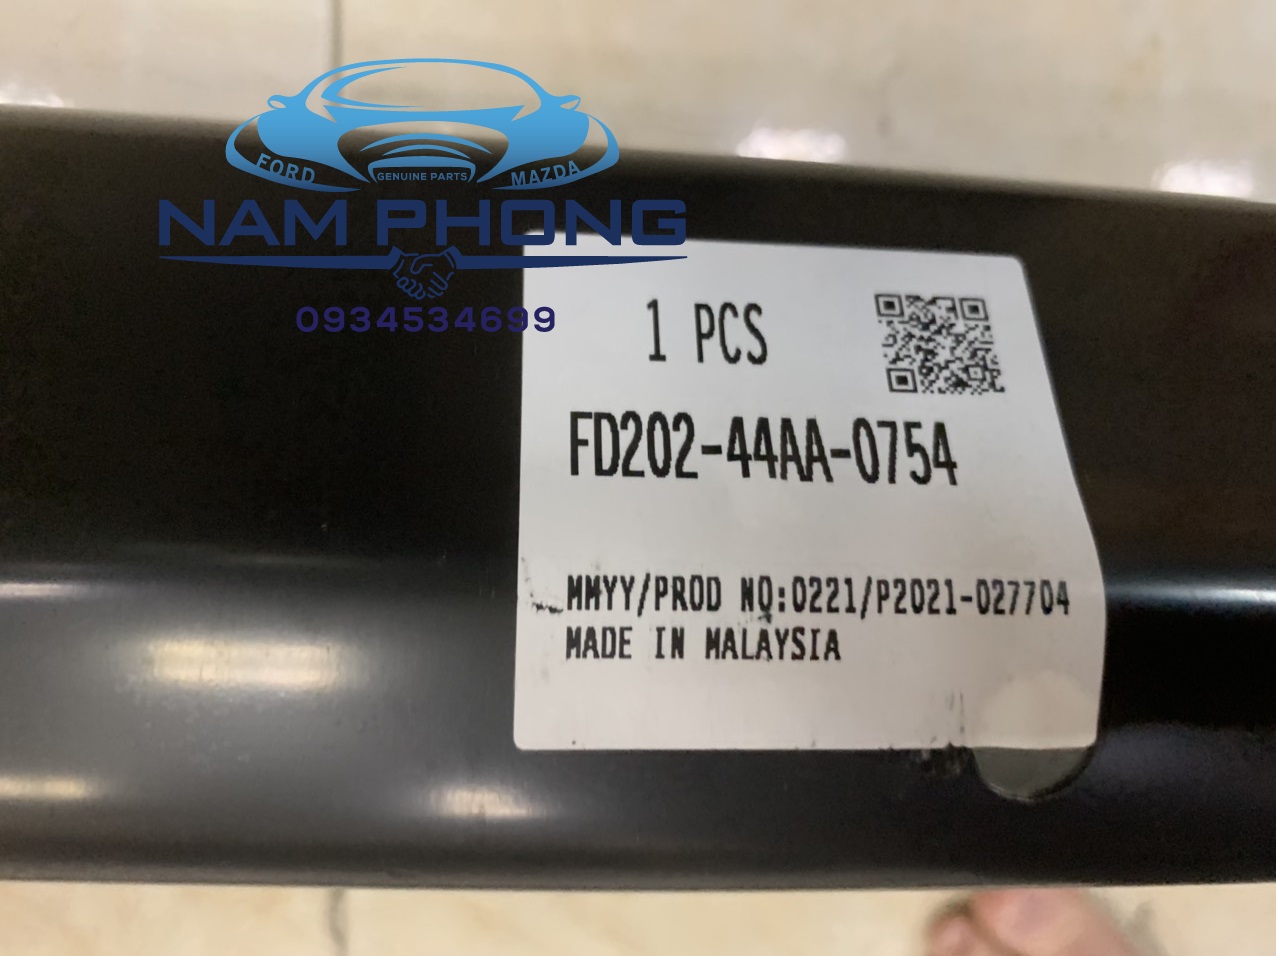 FORD
GENUINE PARTS
MAZDA
NAM PHONG
0934534699
1 PCS
FD202-44AA-0754
MMYY/PROD NO:0221/P2021-027704
MADE IN MALAYSIA